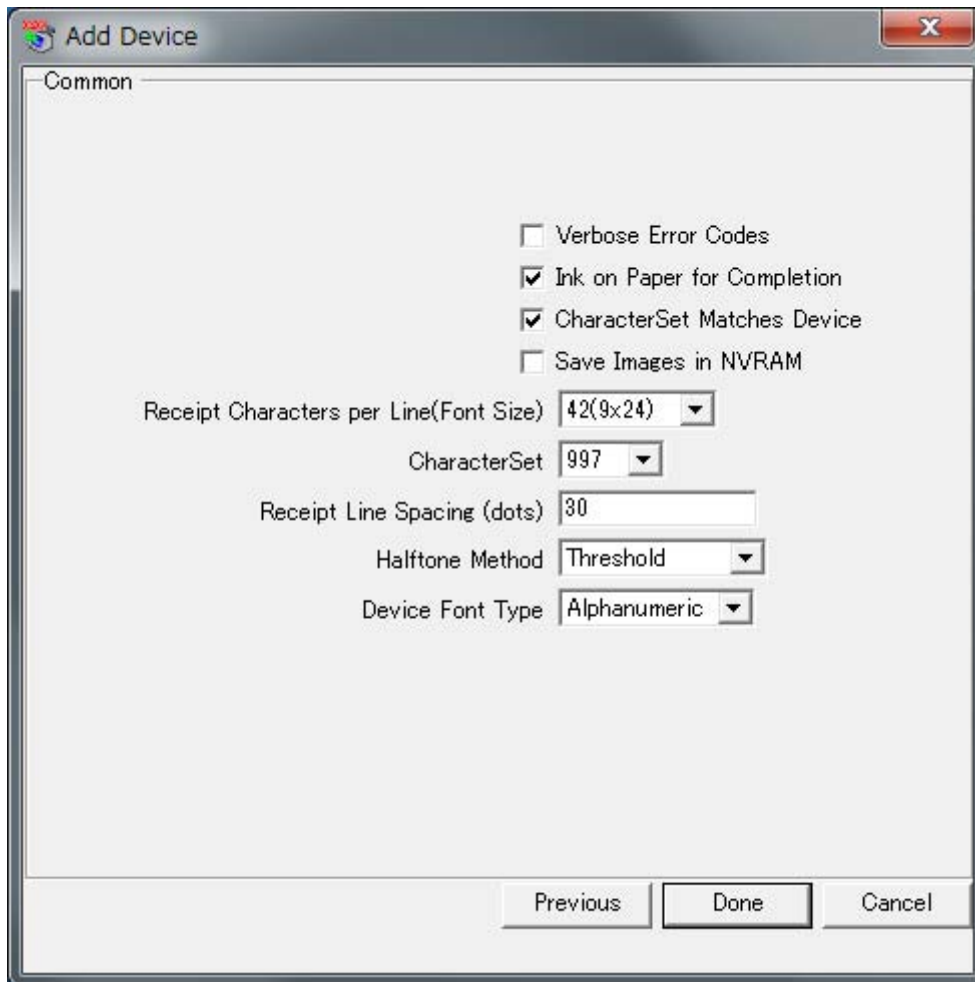 Add Device
Common
Verbose Error Codes
Ink on Paper for Completion
CharacterSet Matches Device
Save Images in NVRAM
Receipt Characters per Line(Font Size) 42(9x24)
CharacterSet 997
Receipt Line Spacing (dots) 30
Halftone Method Threshold
Device Font Type Alphanumeric
Previous Done Cancel